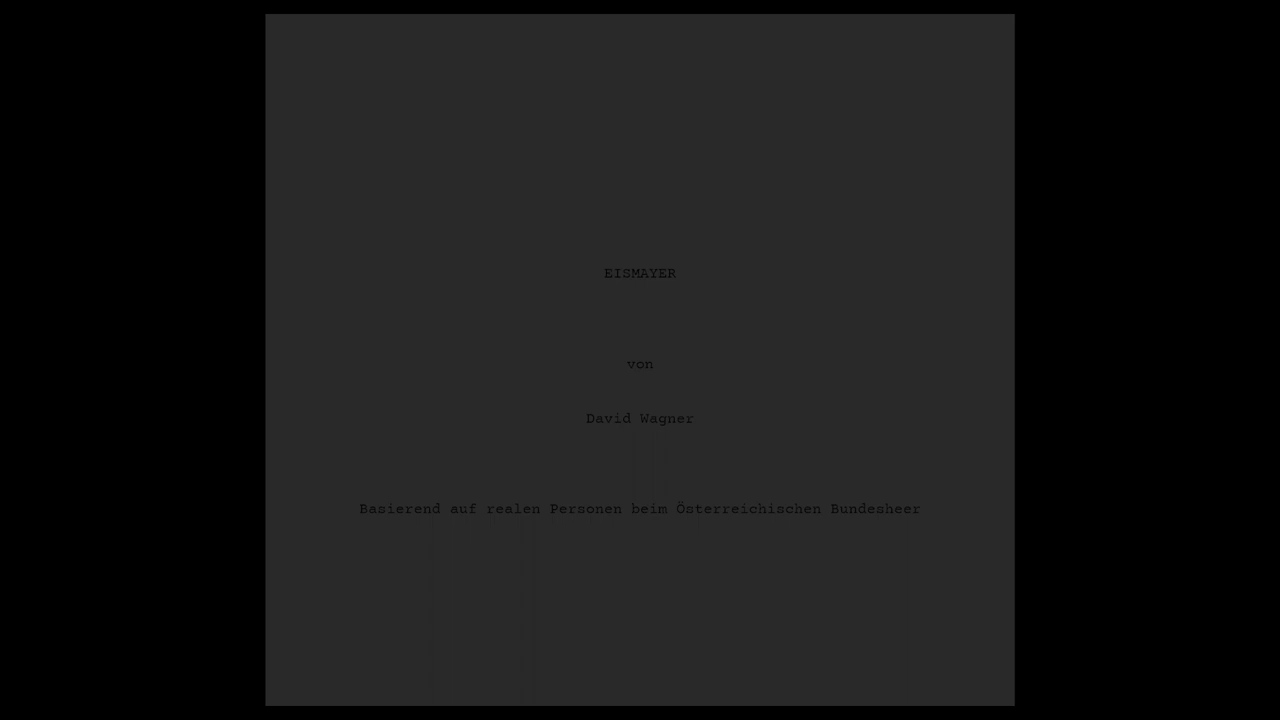 EISMAYER
von
David Wagner
Basierend auf realen Personen beim Österreichischen Bundesheer